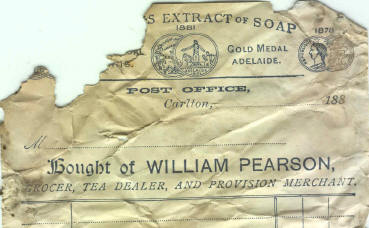 S EXTRACT OF SOAP
1881
1879
GOLD MEDAL
ADELAIDE.
ADELAIDE
POST OFFICE,
Carlton, 188
M
Bought of WILLIAM PEARSON,
GROCER, TEA DEALER, AND PROVISION MERCHANT.